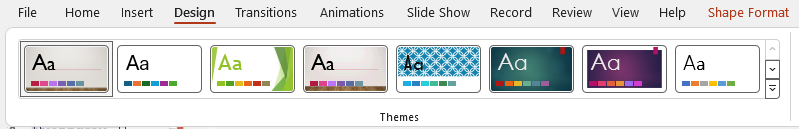 File Home Insert Design Transitions Animations Slide Show Record Review View Help Shape Format
Aa Aa Aa Aa Aa Aa Aa Aa
Themes